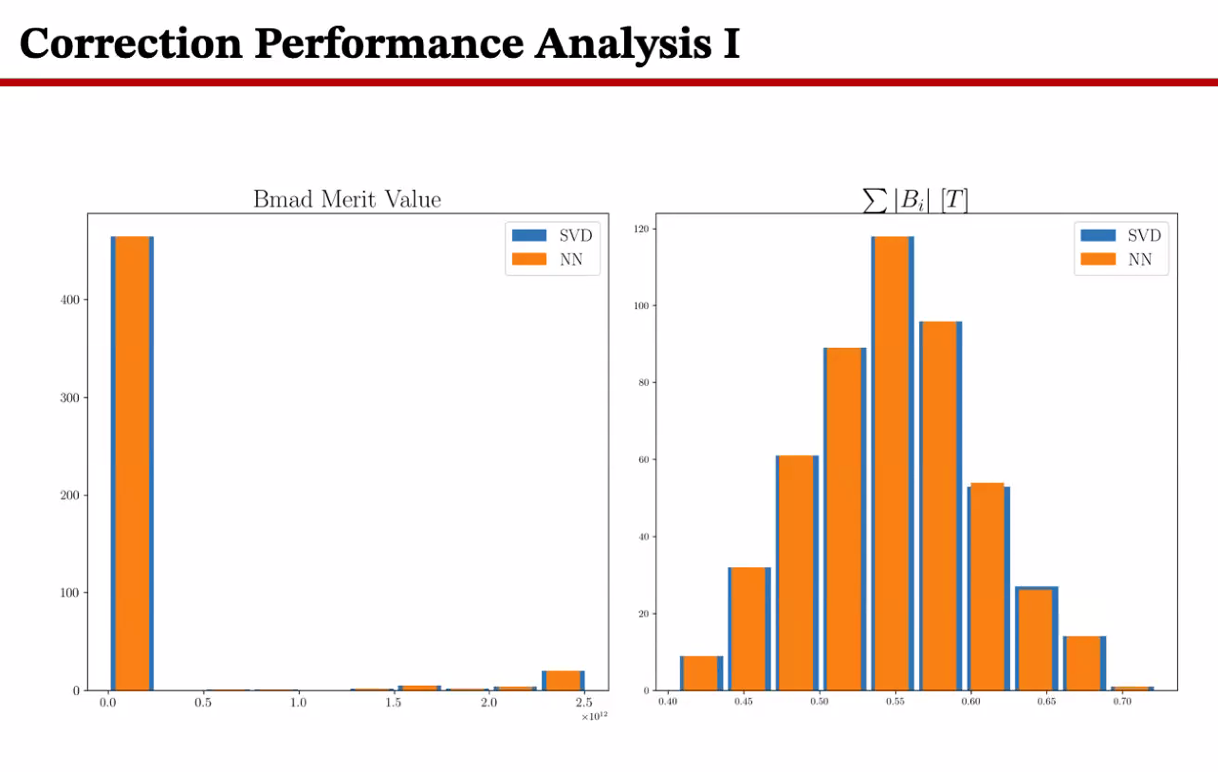 Correction Performance Analysis I
Bmad Merit Value
SVD
NN
400
300
200
100
0
0.0 0.5 1.0 1.5 2.0 2.5
×10¹²
∑ |Bᵢ| [T]
SVD
NN
120
100
80
60
40
20
0
0.40 0.45 0.50 0.55 0.60 0.65 0.70